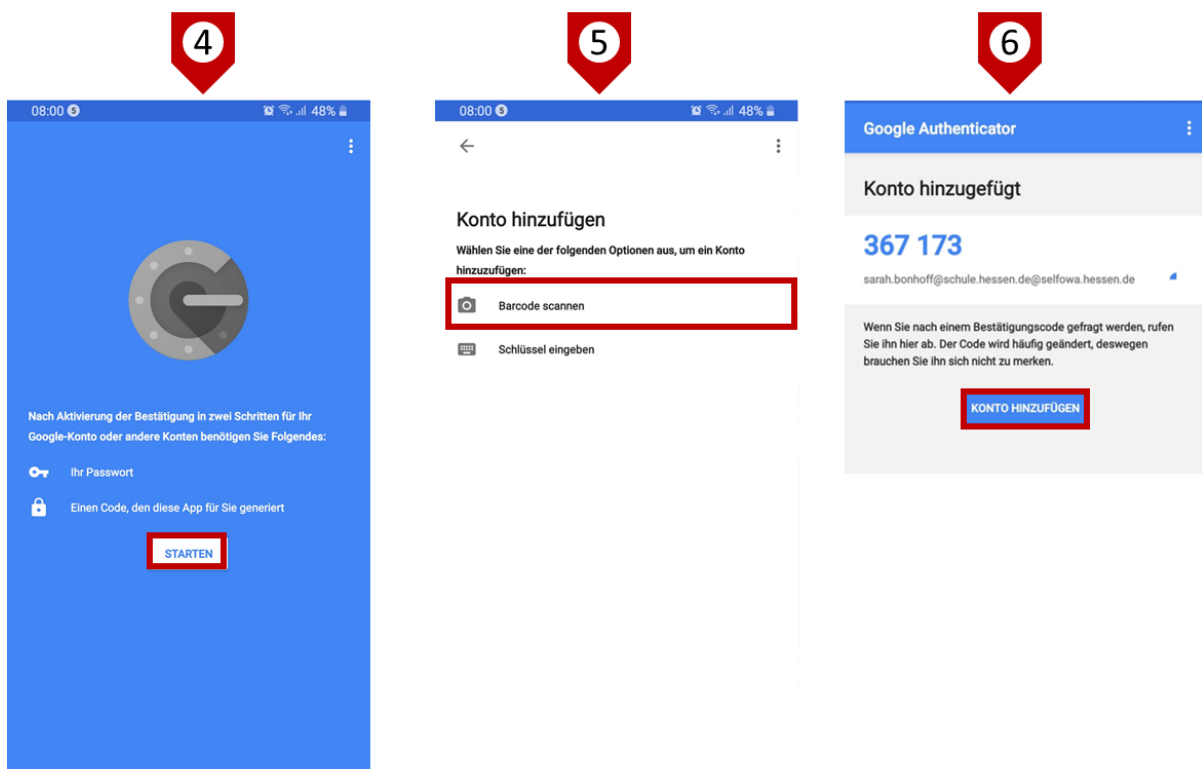 4
08:00 5 48%
Nach Aktivierung der Bestätigung in zwei Schritten für Ihr
Google-Konto oder andere Konten benötigen Sie Folgendes:
Ihr Passwort
Einen Code, den diese App für Sie generiert
STARTEN
5
08:00 5 48%
Konto hinzufügen
Wählen Sie eine der folgenden Optionen aus, um ein Konto
hinzuzufügen:
Barcode scannen
Schlüssel eingeben
6
Google Authenticator
Konto hinzugefügt
367 173
sarah.bonhoff@schule.hessen.de@selfowa.hessen.de
Wenn Sie nach einem Bestätigungscode gefragt werden, rufen
Sie ihn hier ab. Der Code wird häufig geändert, deswegen
brauchen Sie ihn sich nicht zu merken.
KONTO HINZUFÜGEN